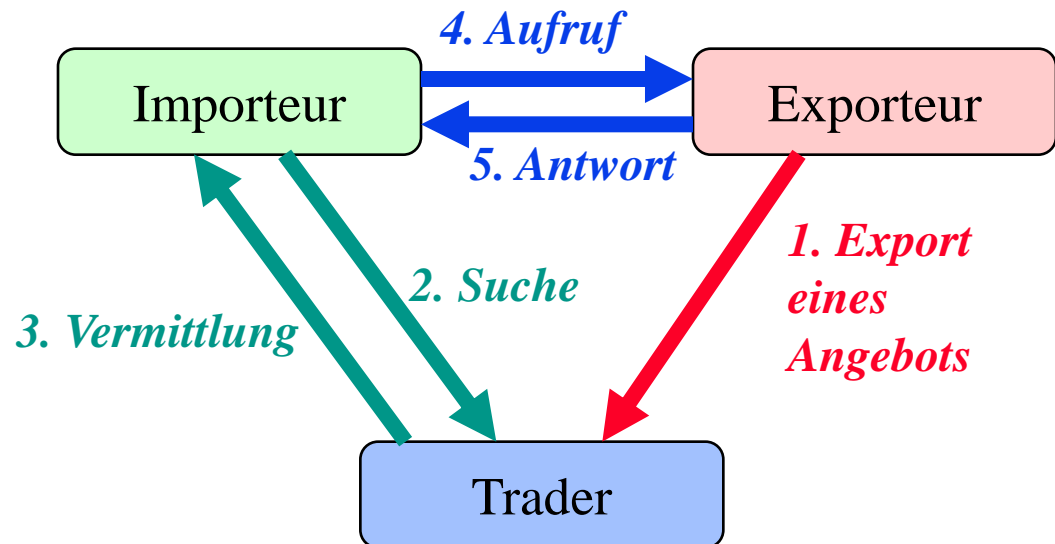 4. Aufruf
Importeur
Exporteur
5. Antwort
1. Export
eines
Angebots
2. Suche
3. Vermittlung
Trader